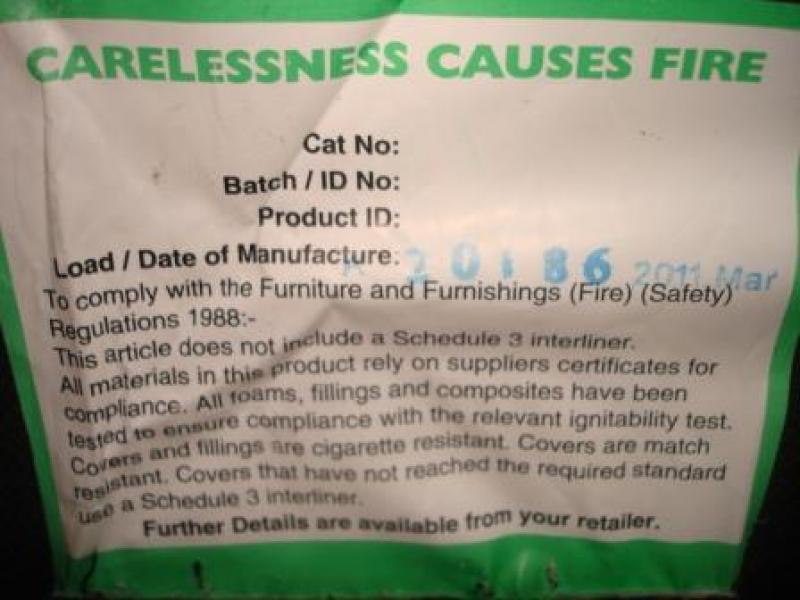 CARELESSNESS CAUSES FIRE
Cat No:
Batch / ID No:
Product ID:
Load / Date of Manufacture: 20186 2011 Mar
To comply with the Furniture and Furnishings (Fire) (Safety)
Regulations 1988:-
This article does not include a Schedule 3 interliner.
All materials in this product rely on suppliers certificates for
compliance. All foams, fillings and composites have been
tested to ensure compliance with the relevant ignitability test.
Covers and fillings are cigarette resistant. Covers are match
resistant. Covers that have not reached the required standard
use a Schedule 3 interliner.
Further Details are available from your retailer.